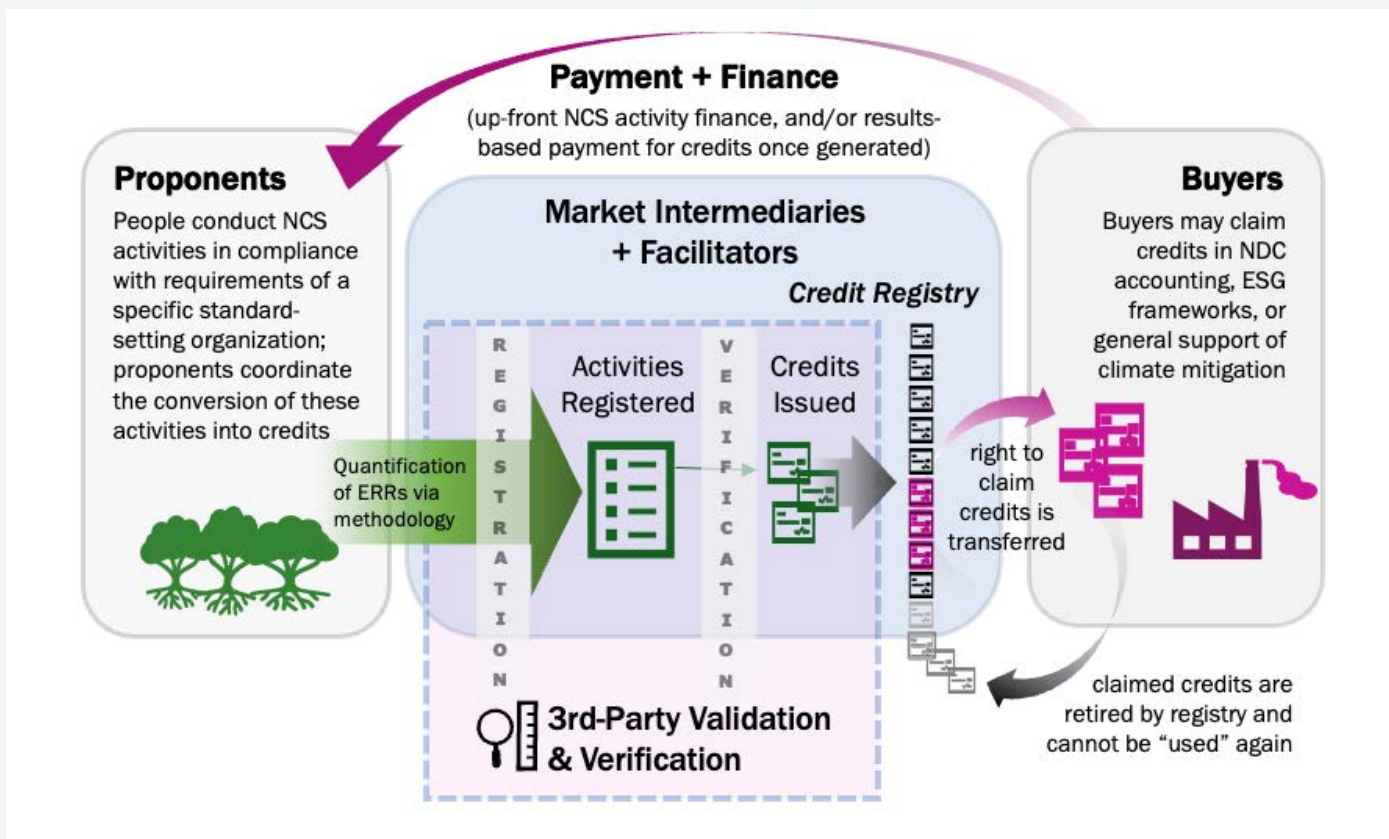 Payment + Finance
(up-front NCS activity finance, and/or results-
based payment for credits once generated)
Proponents
People conduct NCS
activities in compliance
with requirements of a
specific standard-
setting organization;
proponents coordinate
the conversion of these
activities into credits
Quantification
of ERRs via
methodology
Market Intermediaries
+ Facilitators
Credit Registry
REGISTRATION
Activities
Registered
VERIFICATION
Credits
Issued
3rd-Party Validation
& Verification
right to
claim
credits is
transferred
Buyers
Buyers may claim
credits in NDC
accounting, ESG
frameworks, or
general support of
climate mitigation
claimed credits are
retired by registry and
cannot be “used” again